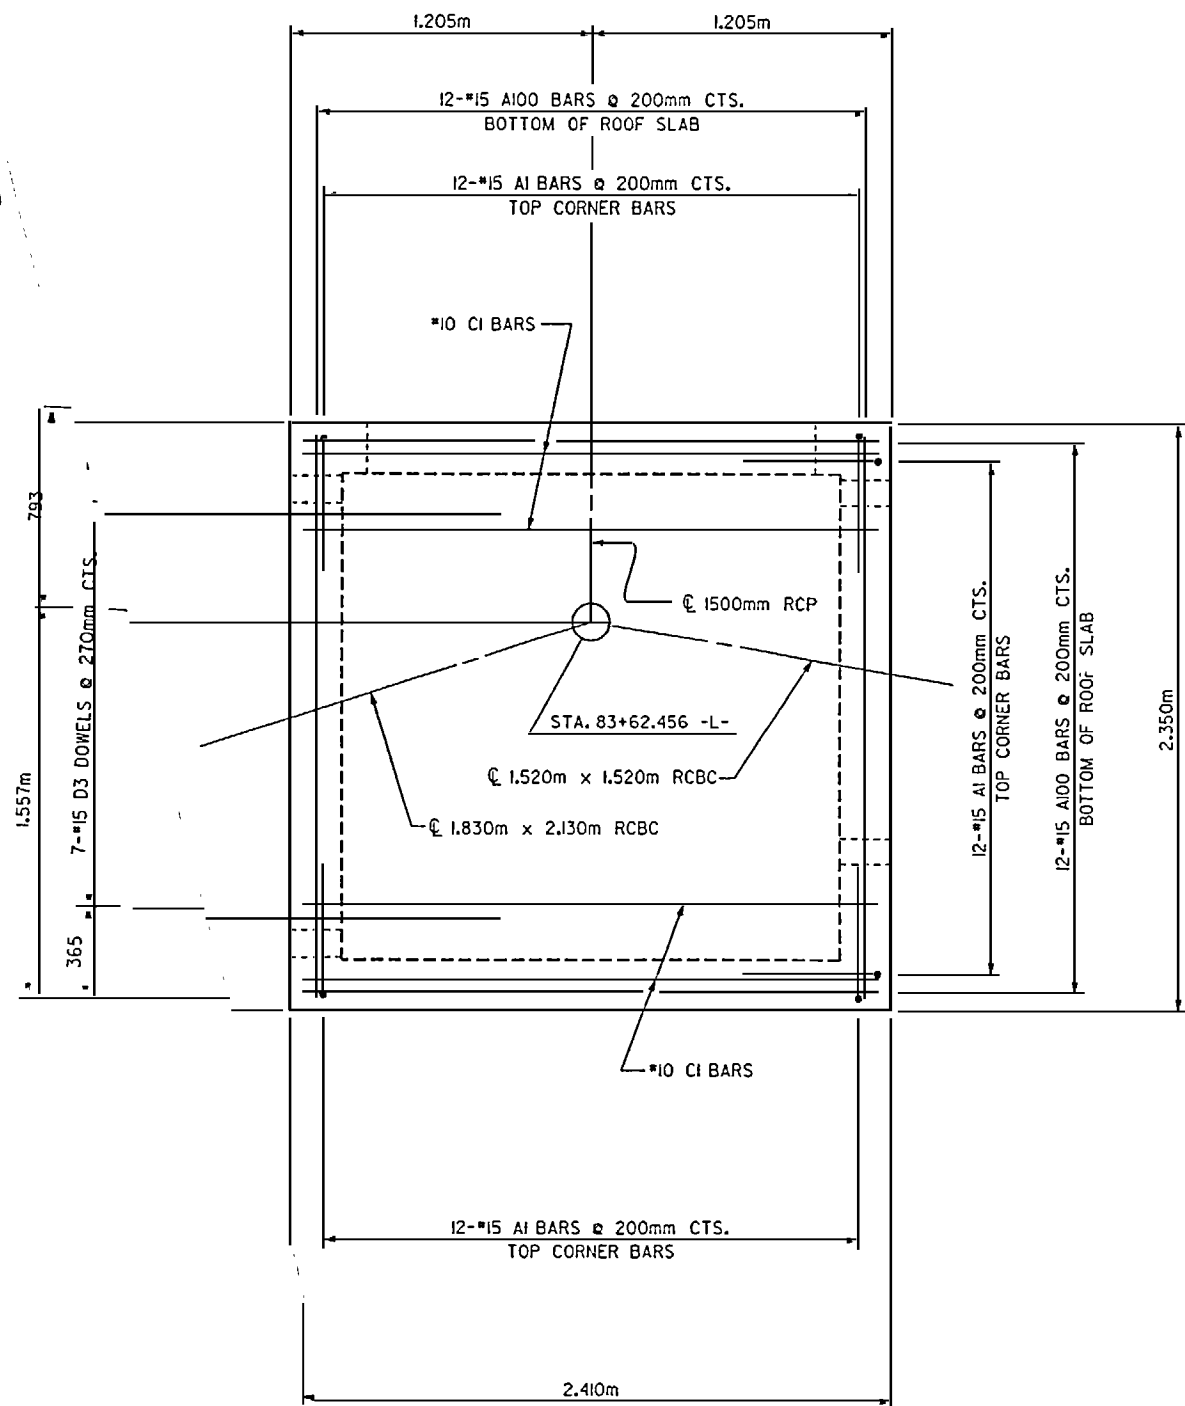 1.205m 1.205m
12-#15 A100 BARS @ 200mm CTS.
BOTTOM OF ROOF SLAB
12-#15 A1 BARS @ 200mm CTS.
TOP CORNER BARS
#10 C1 BARS
793
7-#15 D3 DOWELS @ 270mm CTS.
1.557m
365
℄ 1500mm RCP
STA. 83+62.456 -L-
℄ 1.520m x 1.520m RCBC
℄ 1.830m x 2.130m RCBC
12-#15 A1 BARS @ 200mm CTS.
TOP CORNER BARS
12-#15 A100 BARS @ 200mm CTS.
BOTTOM OF ROOF SLAB
2.350m
#10 C1 BARS
12-#15 A1 BARS @ 200mm CTS.
TOP CORNER BARS
2.410m